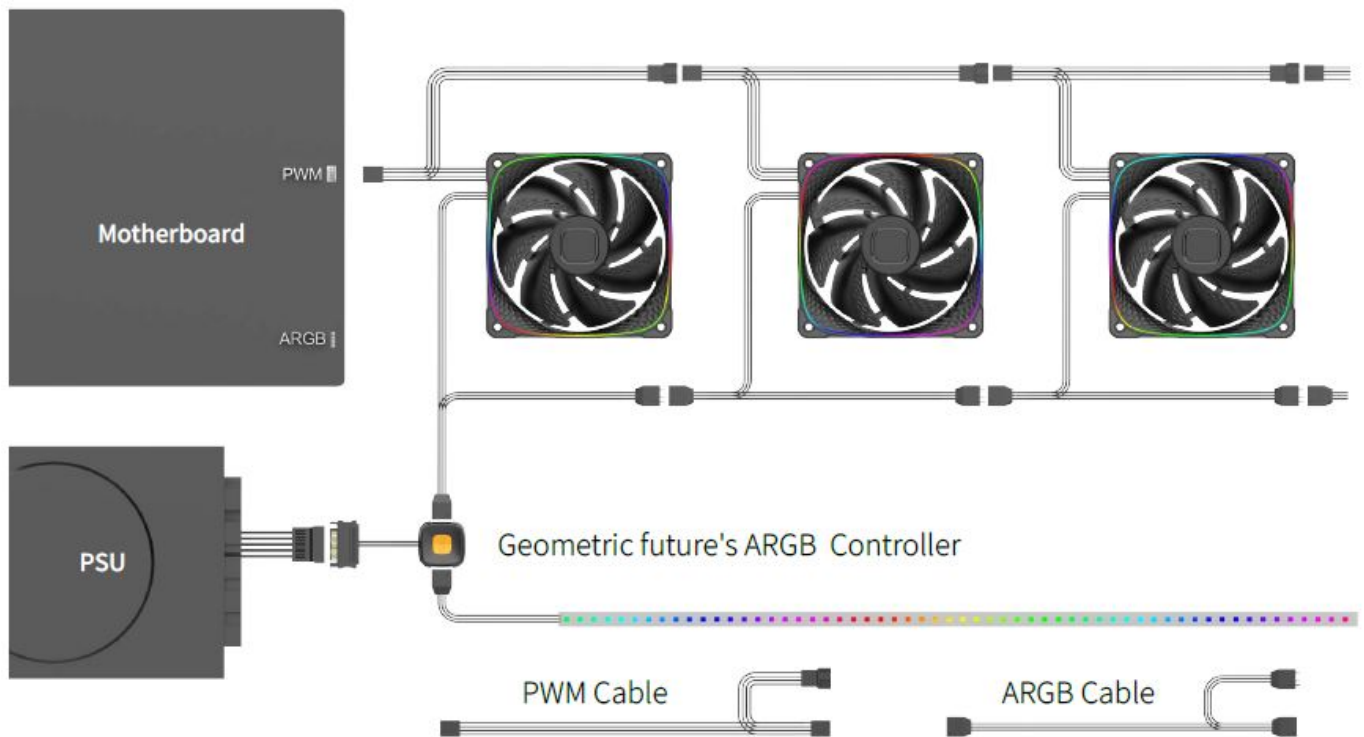 PWM
Motherboard
ARGB
PSU
Geometric future's ARGB Controller
PWM Cable
ARGB Cable